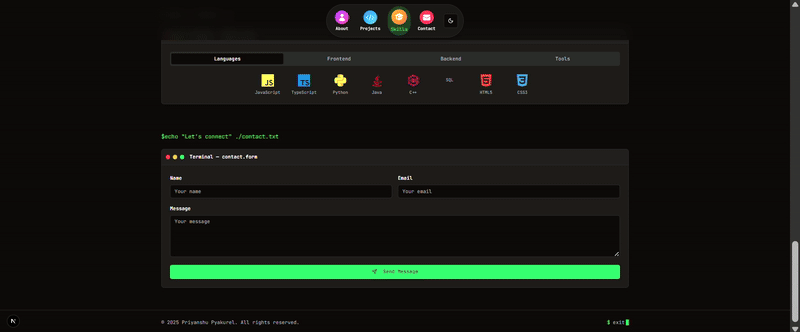 About Projects Skills Contact
Languages Frontend Backend Tools
JS TS
JavaScript TypeScript Python Java C++ SQL HTML5 CSS3
$echo "Let's connect" ./contact.txt
Terminal — contact.form
Name Email
Your name Your email
Message
Your message
Send Message
N
© 2025 Priyanshu Pyakurel. All rights reserved. $ exit